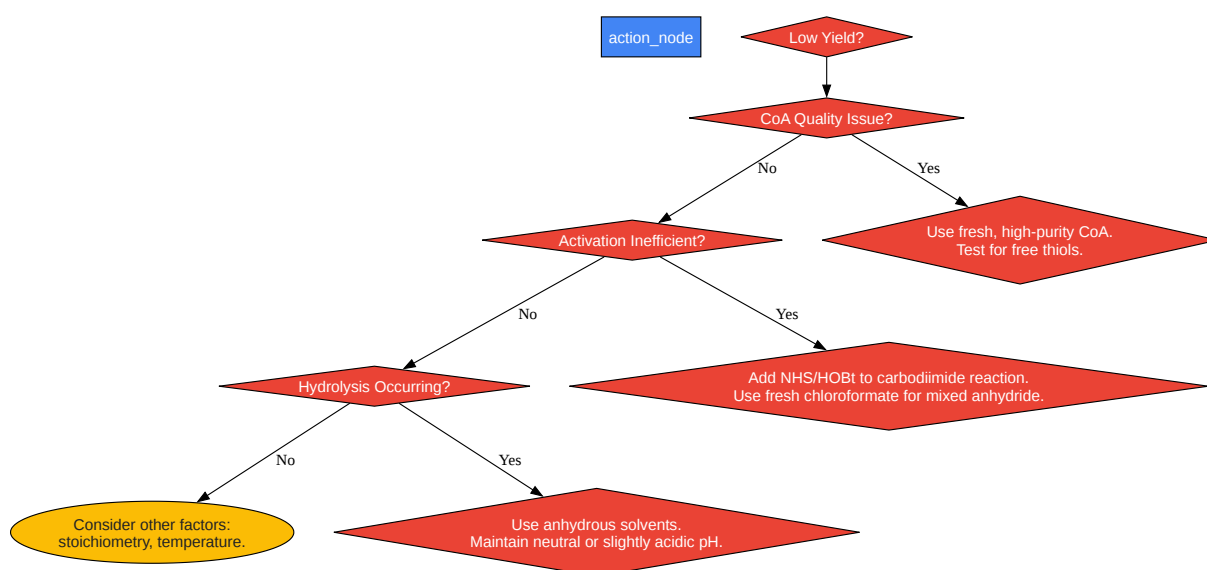 action_node
Low Yield?
CoA Quality Issue?
No
Yes
Activation Inefficient?
Use fresh, high-purity CoA.
Test for free thiols.
No
Yes
Hydrolysis Occurring?
Add NHS/HOBt to carbodiimide reaction.
Use fresh chloroformate for mixed anhydride.
No
Yes
Consider other factors:
stoichiometry, temperature.
Use anhydrous solvents.
Maintain neutral or slightly acidic pH.